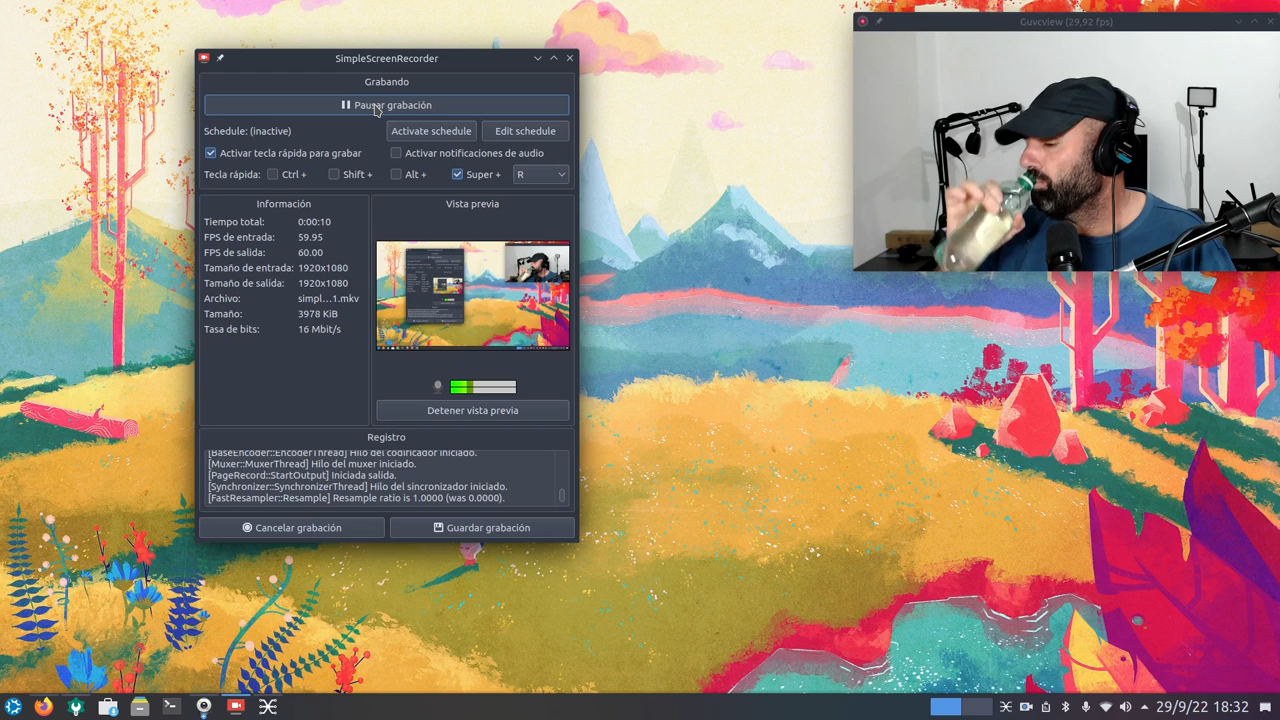 Guvcview (29,92 fps)
SimpleScreenRecorder
Grabando
Pausar grabación
Schedule: (inactive)
Activate schedule
Edit schedule
Activar tecla rápida para grabar
Activar notificaciones de audio
Tecla rápida:
Ctrl +
Shift +
Alt +
Super +
R
Información
Tiempo total: 0:00:10
FPS de entrada: 59.95
FPS de salida: 60.00
Tamaño de entrada: 1920x1080
Tamaño de salida: 1920x1080
Archivo: simpl...1.mkv
Tamaño: 3978 KiB
Tasa de bits: 16 Mbit/s
Vista previa
Detener vista previa
Registro
[BaseEncoder::EncoderThread] Hilo del codificador iniciado.
[Muxer::MuxerThread] Hilo del muxer iniciado.
[PageRecord::StartOutput] Iniciada salida.
[Synchronizer::SynchronizerThread] Hilo del sincronizador iniciado.
[FastResampler::Resample] Resample ratio is 1.0000 (was 0.0000).
Cancelar grabación
Guardar grabación
29/9/22 18:32